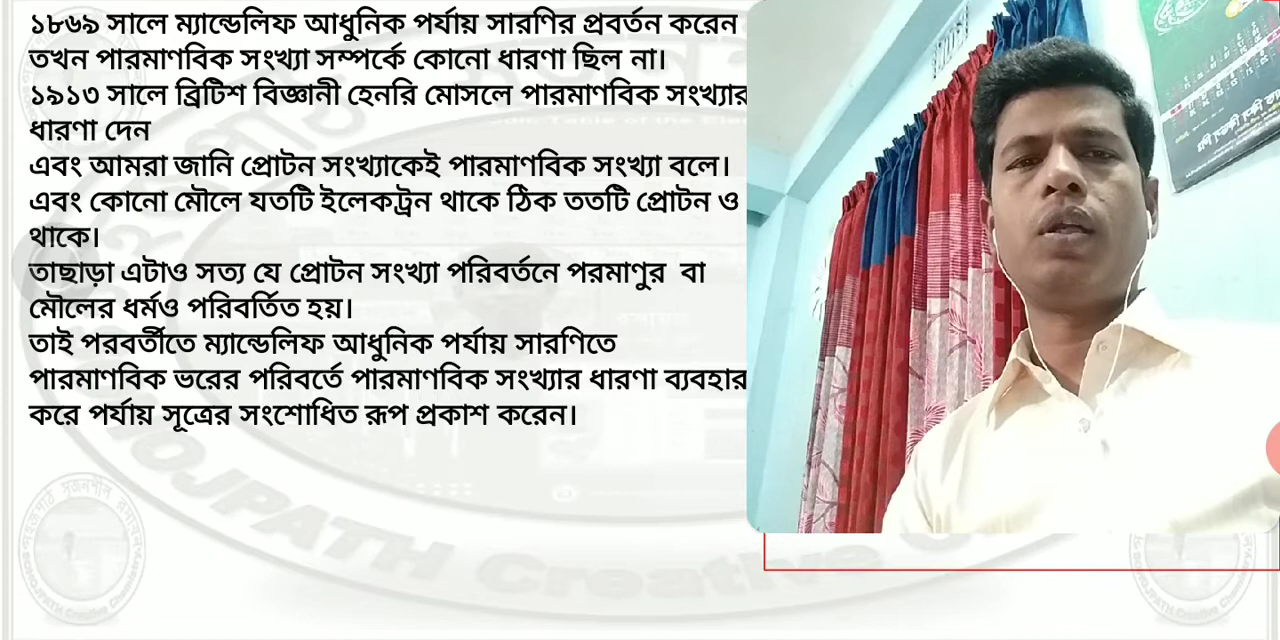 ১৮৬৯ সালে ম্যান্ডেলিফ আধুনিক পর্যায় সারণির প্রবর্তন করেন
তখন পারমাণবিক সংখ্যা সম্পর্কে কোনো ধারণা ছিল না।
১৯১৩ সালে ব্রিটিশ বিজ্ঞানী হেনরি মোসলে পারমাণবিক সংখ্যার
ধারণা দেন
এবং আমরা জানি প্রোটন সংখ্যাকেই পারমাণবিক সংখ্যা বলে।
এবং কোনো মৌলে যতটি ইলেকট্রন থাকে ঠিক ততটি প্রোটন ও
থাকে।
তাছাড়া এটাও সত্য যে প্রোটন সংখ্যা পরিবর্তনে পরমাণুর বা
মৌলের ধর্মও পরিবর্তিত হয়।
তাই পরবর্তীতে ম্যান্ডেলিফ আধুনিক পর্যায় সারণিতে
পারমাণবিক ভরের পরিবর্তে পারমাণবিক সংখ্যার ধারণা ব্যবহার
করে পর্যায় সূত্রের সংশোধিত রূপ প্রকাশ করেন।
SOHOJPATH Creative